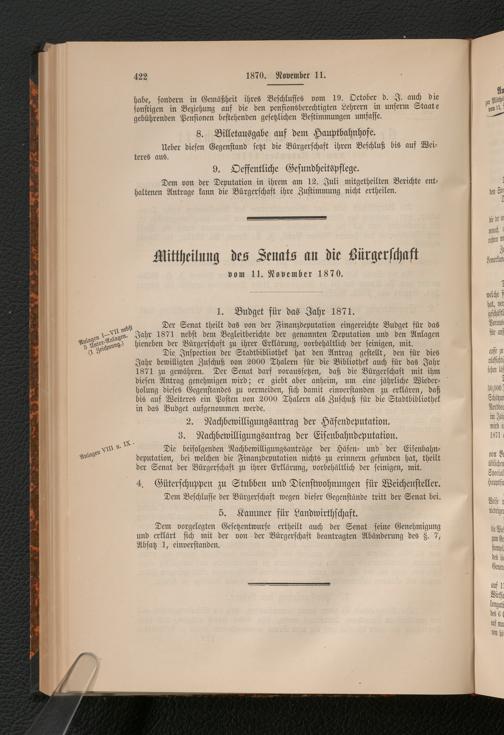 422
1870. November 11.
habe, sondern in Gemäßheit ihres Beschlusses vom 19. October d. J. auch die
sonstigen in Beziehung auf die den pensionsberechtigten Lehrern in unserm Staate
gebührenden Pensionen bestehenden gesetzlichen Bestimmungen umfasse.
8. Billetausgabe auf dem Hauptbahnhofe.
Ueber diesen Gegenstand setzt die Bürgerschaft ihren Beschluß bis auf Wei-
teres aus.
9. Oeffentliche Gesundheitspflege.
Dem von der Deputation in ihrem am 12. Juli mitgetheilten Berichte ent-
haltenen Antrage kann die Bürgerschaft ihre Zustimmung nicht ertheilen.
Mittheilung des Senats an die Bürgerschaft
vom 11. November 1870.
1. Budget für das Jahr 1871.
Anlagen I—VII nebst
5 Unter-Anlagen.
(1 Zeichnung.)
Der Senat theilt das von der Finanzdeputation eingereichte Budget für das
Jahr 1871 nebst dem Begleitberichte der genannten Deputation und den Anlagen
hieneben der Bürgerschaft zu ihrer Erklärung, vorbehältlich der seinigen, mit.
Die Inspection der Stadtbibliothek hat den Antrag gestellt, den für dies
Jahr bewilligten Zuschuß von 2000 Thalern für die Bibliothek auch für das Jahr
1871 zu gewähren. Der Senat darf voraussetzen, daß die Bürgerschaft mit ihm
diesen Antrag genehmigen wird; er giebt aber anheim, um eine jährliche Wieder-
holung dieses Gegenstandes zu vermeiden, sich damit einverstanden zu erklären, daß
bis auf Weiteres ein Posten von 2000 Thalern als Zuschuß für die Stadtbibliothek
in das Budget aufgenommen werde.
2. Nachbewilligungsantrag der Häfendeputation.
3. Nachbewilligungsantrag der Eisenbahndeputation.
Anlagen VIII u. IX.
Die beifolgenden Nachbewilligungsanträge der Häfen- und der Eisenbahn-
deputation, bei welchen die Finanzdeputation nichts zu erinnern gefunden hat, theilt
der Senat der Bürgerschaft zu ihrer Erklärung, vorbehältlich der seinigen, mit.
4. Güterschuppen zu Stubben und Dienstwohnungen für Weichensteller.
Dem Beschlusse der Bürgerschaft wegen dieser Gegenstände tritt der Senat bei.
5. Kammer für Landwirthschaft.
Dem vorgelegten Gesetzentwurfe ertheilt auch der Senat seine Genehmigung
und erklärt sich mit der von der Bürgerschaft beantragten Abänderung des §. 7,
Absatz 1, einverstanden.